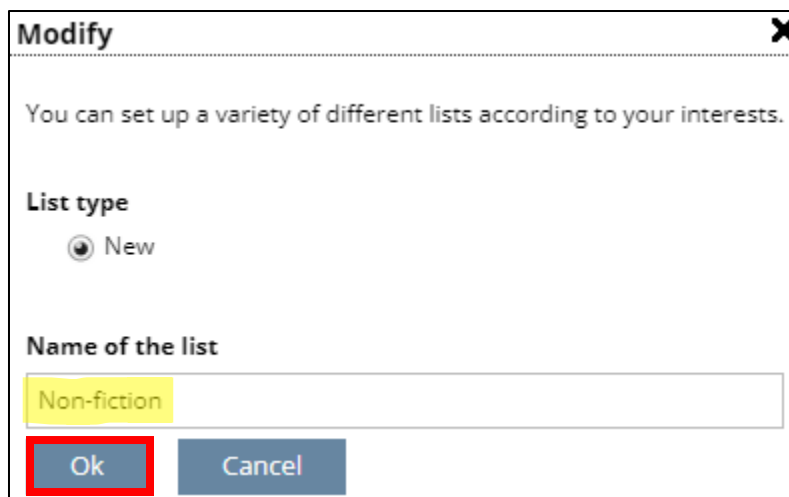 Modify
You can set up a variety of different lists according to your interests.
List type
New
Name of the list
Non-fiction
Ok Cancel